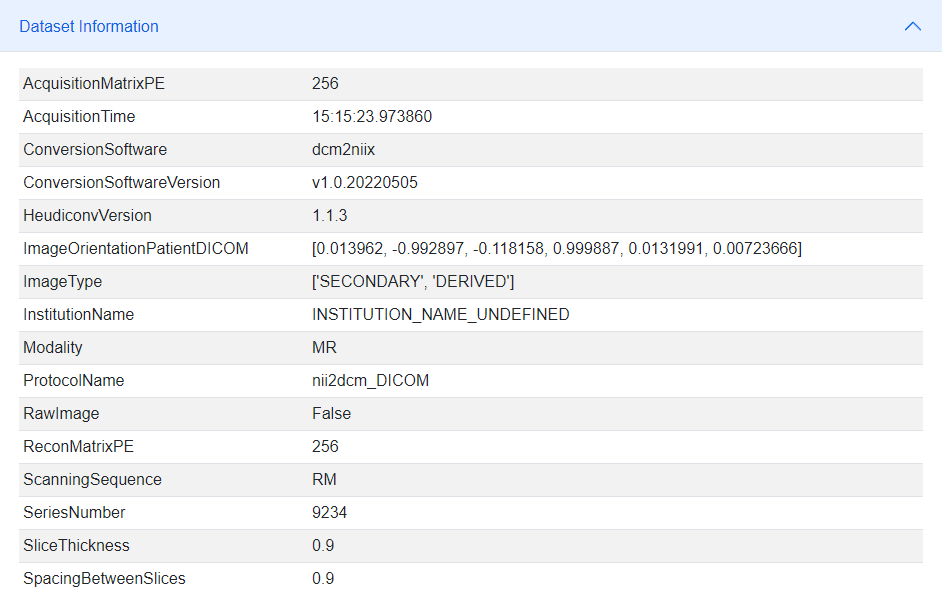 Dataset Information
AcquisitionMatrixPE 256
AcquisitionTime 15:15:23.973860
ConversionSoftware dcm2niix
ConversionSoftwareVersion v1.0.20220505
HeudiconvVersion 1.1.3
ImageOrientationPatientDICOM [0.013962, -0.992897, -0.118158, 0.999887, 0.0131991, 0.00723666]
ImageType ['SECONDARY', 'DERIVED']
InstitutionName INSTITUTION_NAME_UNDEFINED
Modality MR
ProtocolName nii2dcm_DICOM
RawImage False
ReconMatrixPE 256
ScanningSequence RM
SeriesNumber 9234
SliceThickness 0.9
SpacingBetweenSlices 0.9